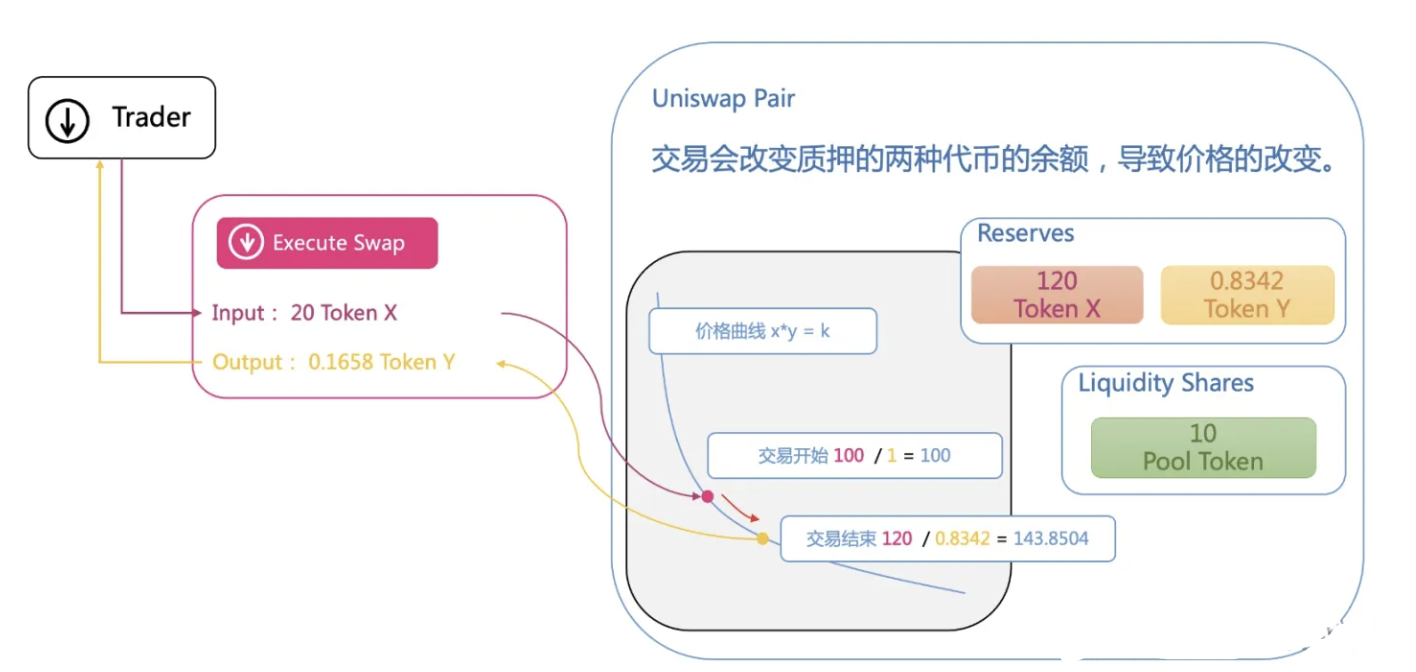 Trader
Execute Swap
Input： 20 Token X
Output： 0.1658 Token Y
Uniswap Pair
交易会改变质押的两种代币的余额，导致价格的改变。
Reserves
120
Token X
0.8342
Token Y
价格曲线 x*y = k
Liquidity Shares
10
Pool Token
交易开始 100 / 1 = 100
交易结束 120 / 0.8342 = 143.8504